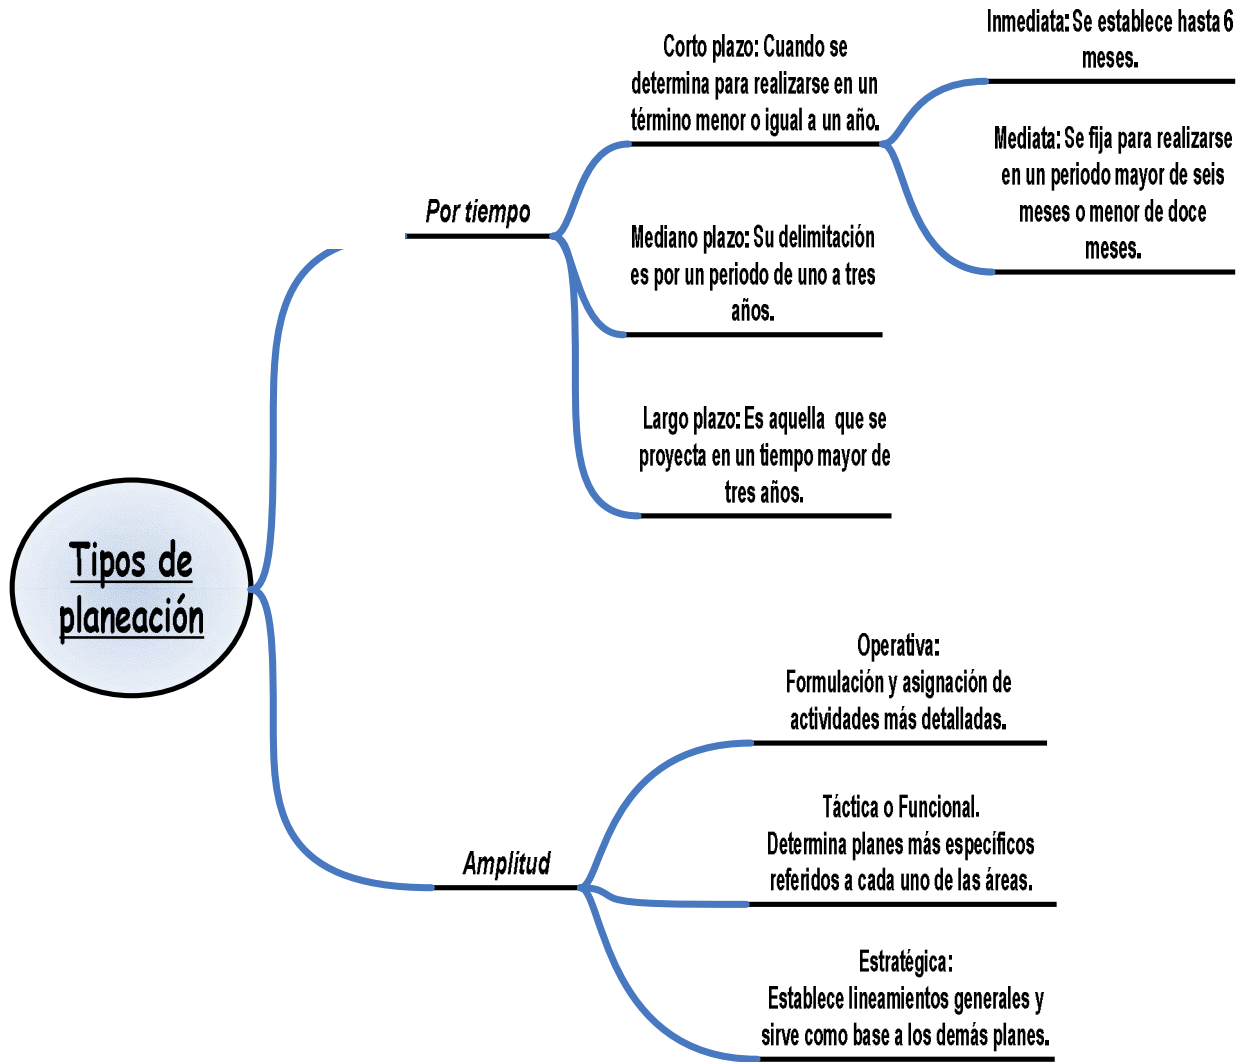 Tipos de
planeación
Por tiempo
Corto plazo: Cuando se
determina para realizarse en un
término menor o igual a un año.
Inmediata: Se establece hasta 6
meses.
Mediata: Se fija para realizarse
en un periodo mayor de seis
meses o menor de doce
meses.
Mediano plazo: Su delimitación
es por un periodo de uno a tres
años.
Largo plazo: Es aquella que se
proyecta en un tiempo mayor de
tres años.
Amplitud
Operativa:
Formulación y asignación de
actividades más detalladas.
Táctica o Funcional.
Determina planes más específicos
referidos a cada uno de las áreas.
Estratégica:
Establece lineamientos generales y
sirve como base a los demás planes.